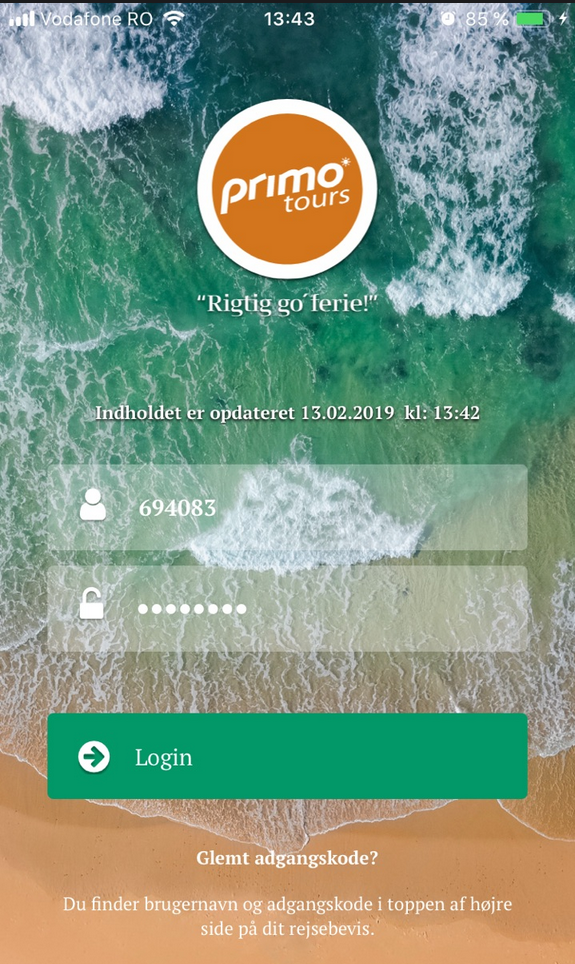 Vodafone RO 13:43 85 %
primo
tours
“Rigtig go´ferie!”
Indholdet er opdateret 13.02.2019 kl: 13:42
694083
Login
Glemt adgangskode?
Du finder brugernavn og adgangskode i toppen af højre
side på dit rejsebevis.